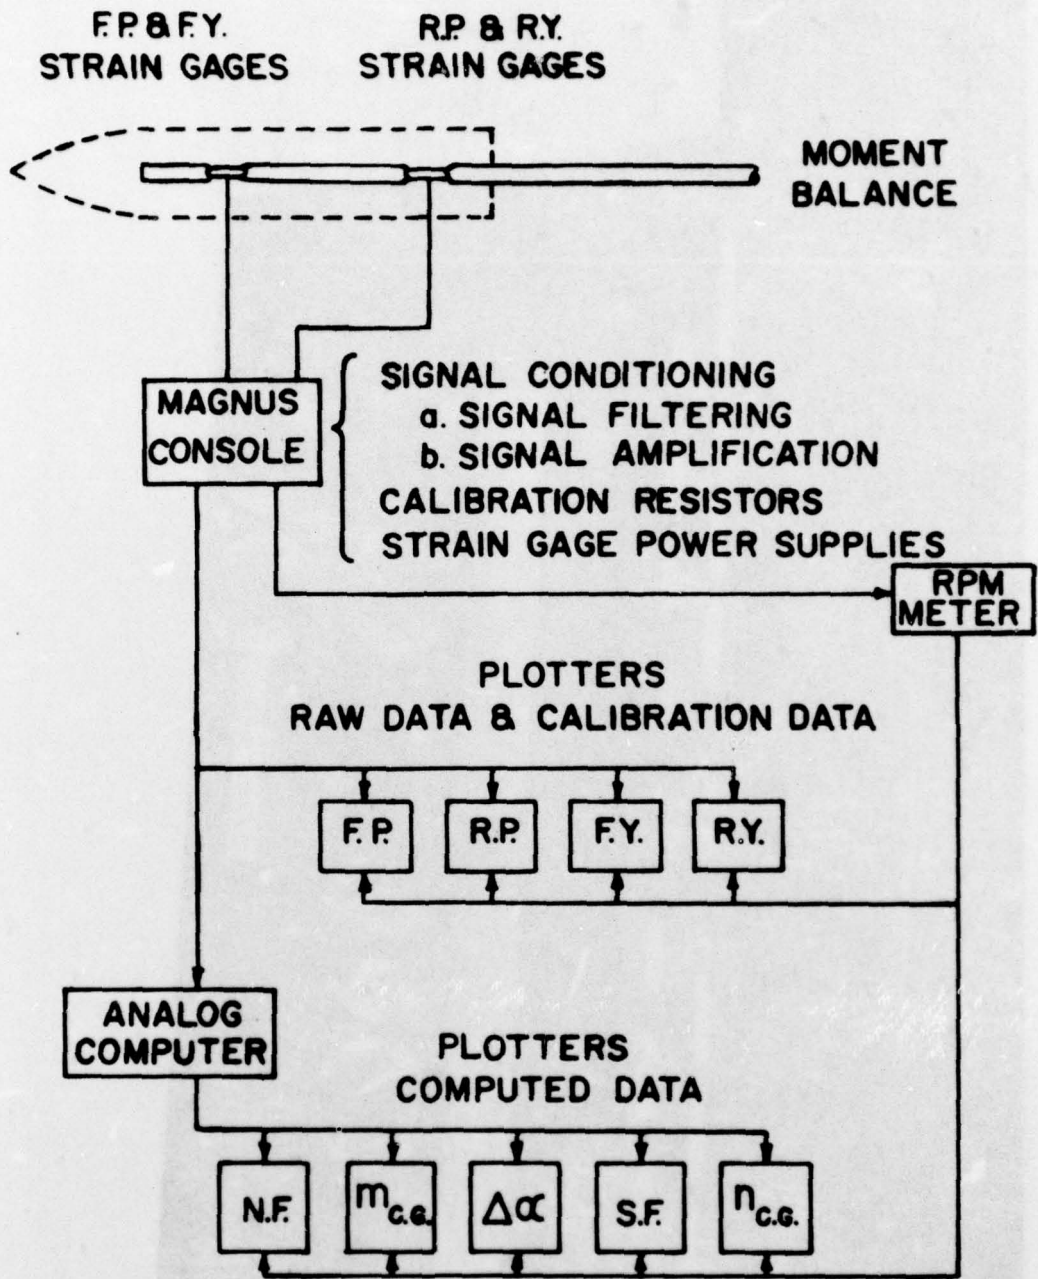 F.P. & F.Y.
STRAIN GAGES
R.P. & R.Y.
STRAIN GAGES
MOMENT
BALANCE
MAGNUS
CONSOLE
SIGNAL CONDITIONING
a. SIGNAL FILTERING
b. SIGNAL AMPLIFICATION
CALIBRATION RESISTORS
STRAIN GAGE POWER SUPPLIES
RPM
METER
PLOTTERS
RAW DATA & CALIBRATION DATA
F.P.
R.P.
F.Y.
R.Y.
ANALOG
COMPUTER
PLOTTERS
COMPUTED DATA
N.F.
m C.G.
Δα
S.F.
n C.G.